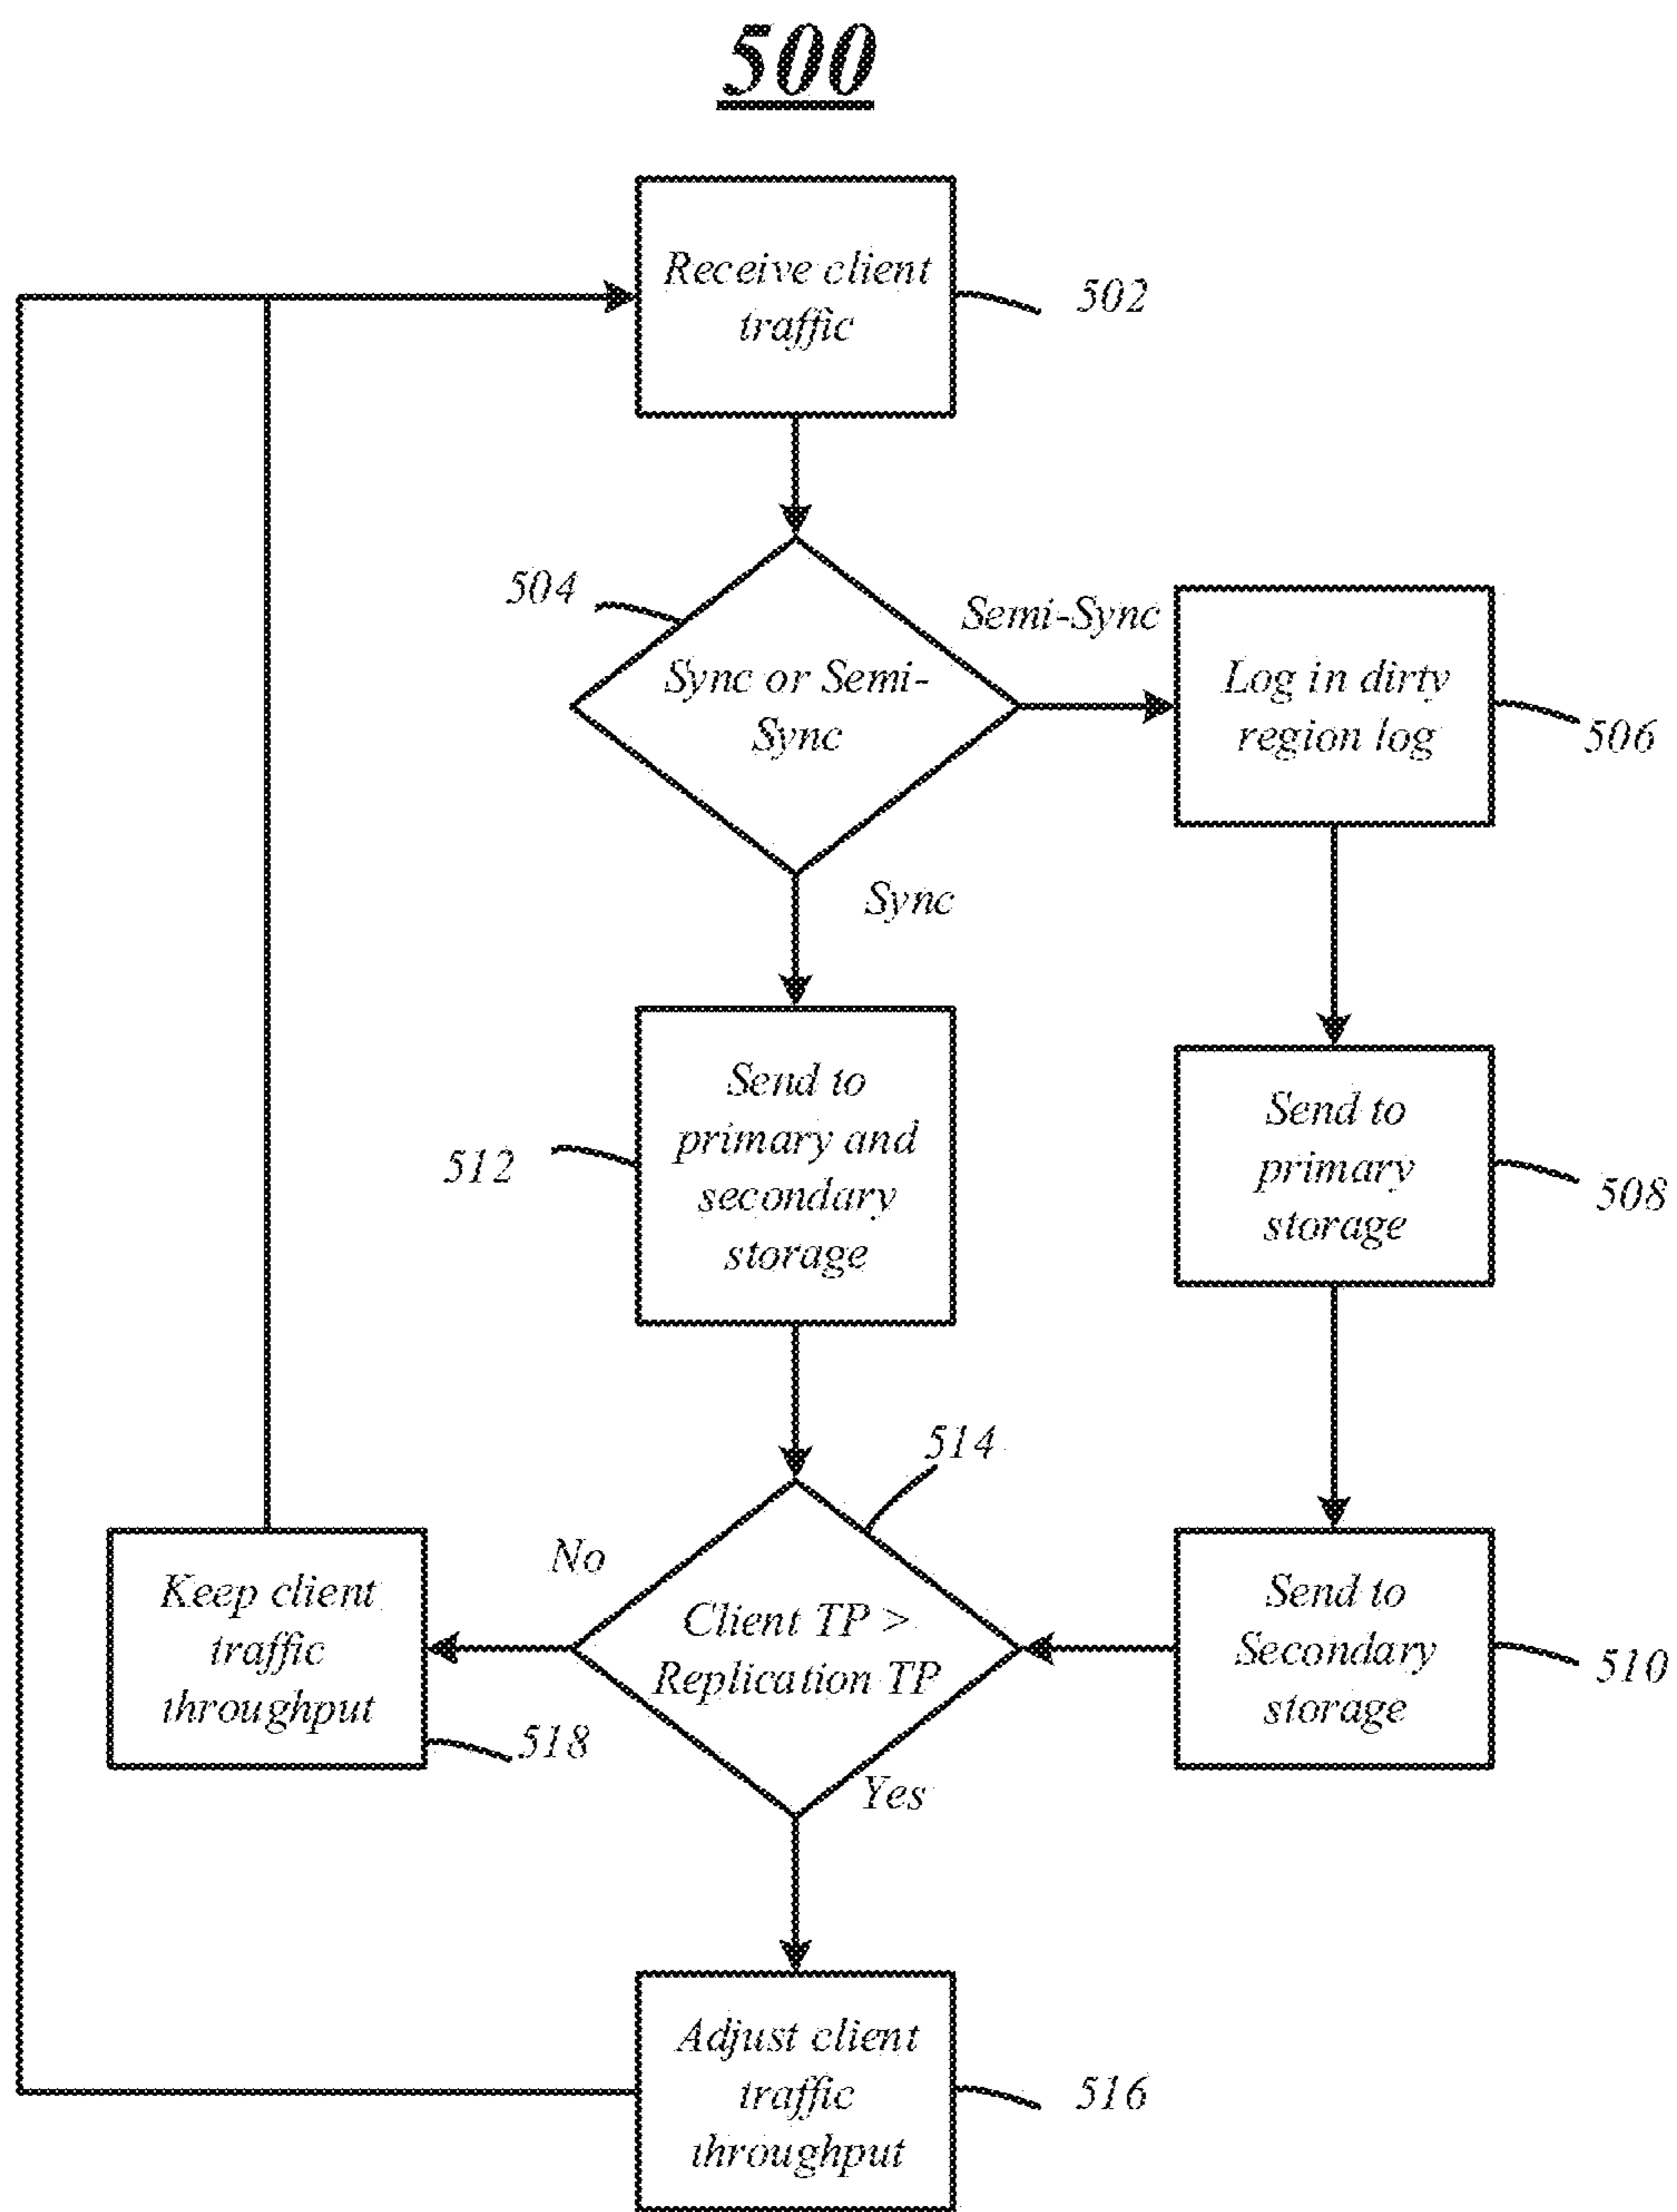 500
Receive client
traffic
502
504
Sync or Semi-
Sync
Semi-Sync
Log in dirty
region log
506
Sync
Send to
primary and
secondary
storage
512
Send to
primary
storage
508
514
Client TP >
Replication TP
No
Yes
Keep client
traffic
throughput
518
Send to
Secondary
storage
510
Adjust client
traffic
throughput
516